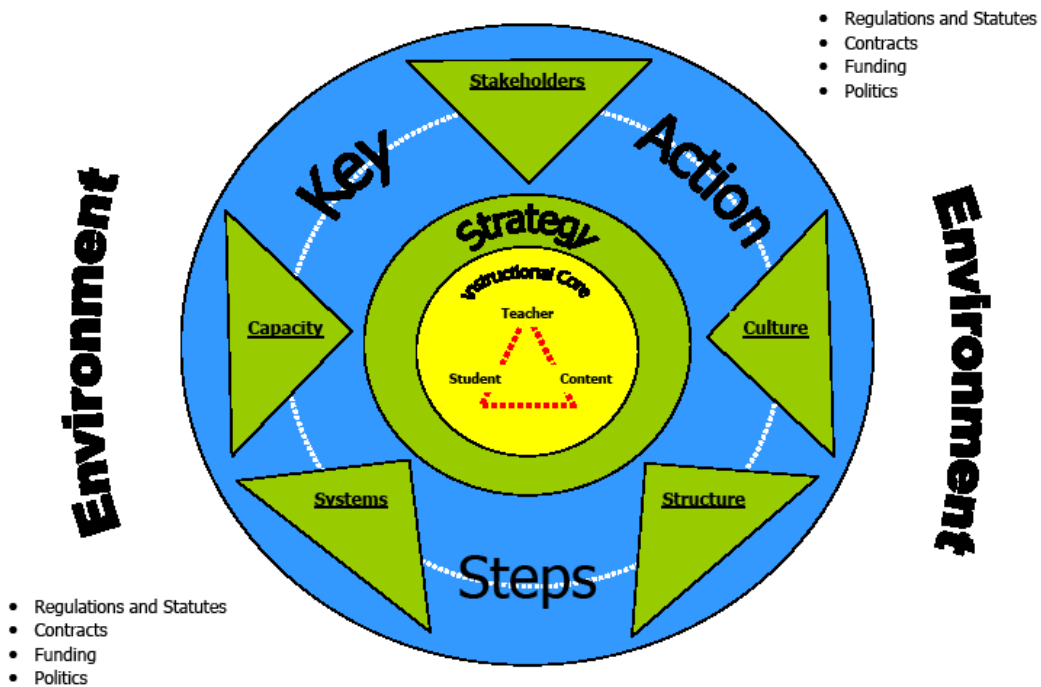 • Regulations and Statutes
• Contracts
• Funding
• Politics
Stakeholders
Key
Action
Environment
Environment
Strategy
Instructional Core
Teacher
Capacity
Culture
Student
Content
Systems
Structure
Steps
• Regulations and Statutes
• Contracts
• Funding
• Politics